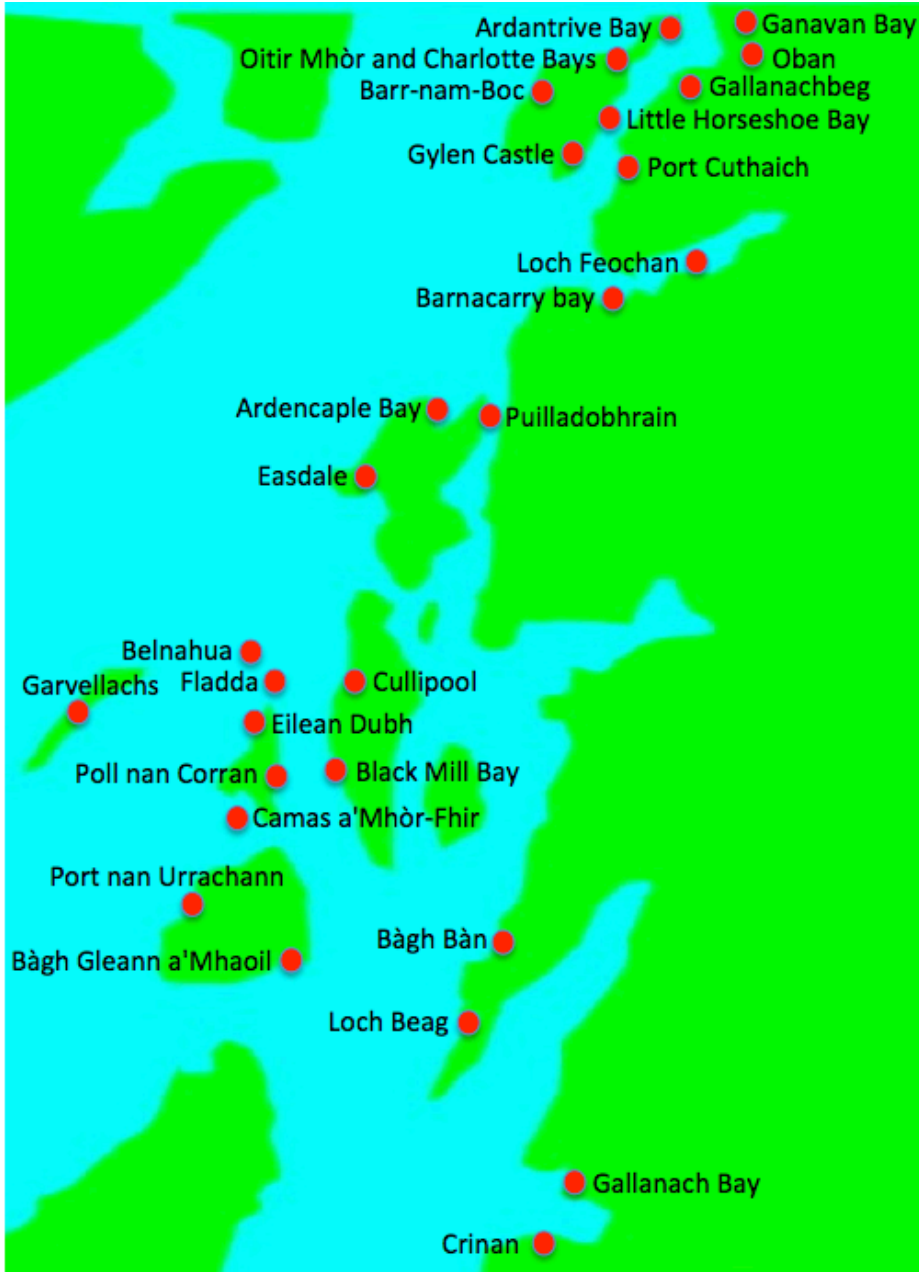 Ardantrive Bay
Ganavan Bay
Oitir Mhòr and Charlotte Bays
Oban
Barr-nam-Boc
Gallanachbeg
Little Horseshoe Bay
Gylen Castle
Port Cuthaich
Loch Feochan
Barnacarry bay
Ardencaple Bay
Puilladobhrain
Easdale
Belnahua
Garvellachs
Fladda
Cullipool
Eilean Dubh
Poll nan Corran
Black Mill Bay
Camas a'Mhòr-Fhir
Port nan Urrachann
Bàgh Bàn
Bàgh Gleann a'Mhaoil
Loch Beag
Gallanach Bay
Crinan